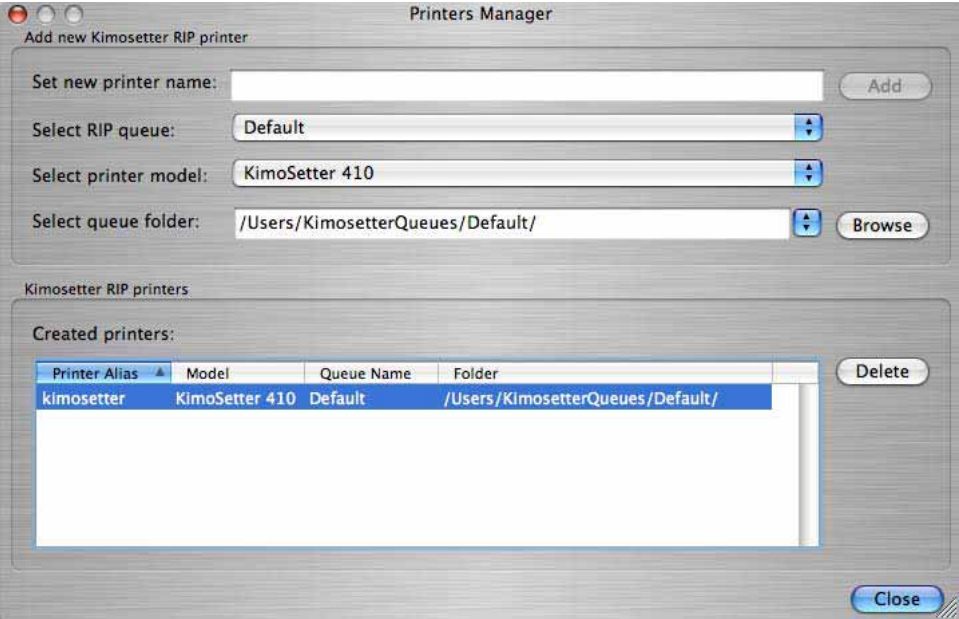 Printers Manager
Add new Kimosetter RIP printer
Set new printer name:
Add
Select RIP queue:
Default
Select printer model:
KimoSetter 410
Select queue folder:
/Users/KimosetterQueues/Default/
Browse
Kimosetter RIP printers
Created printers:
Printer Alias Model Queue Name Folder
Delete
kimosetter KimoSetter 410 Default /Users/KimosetterQueues/Default/
Close